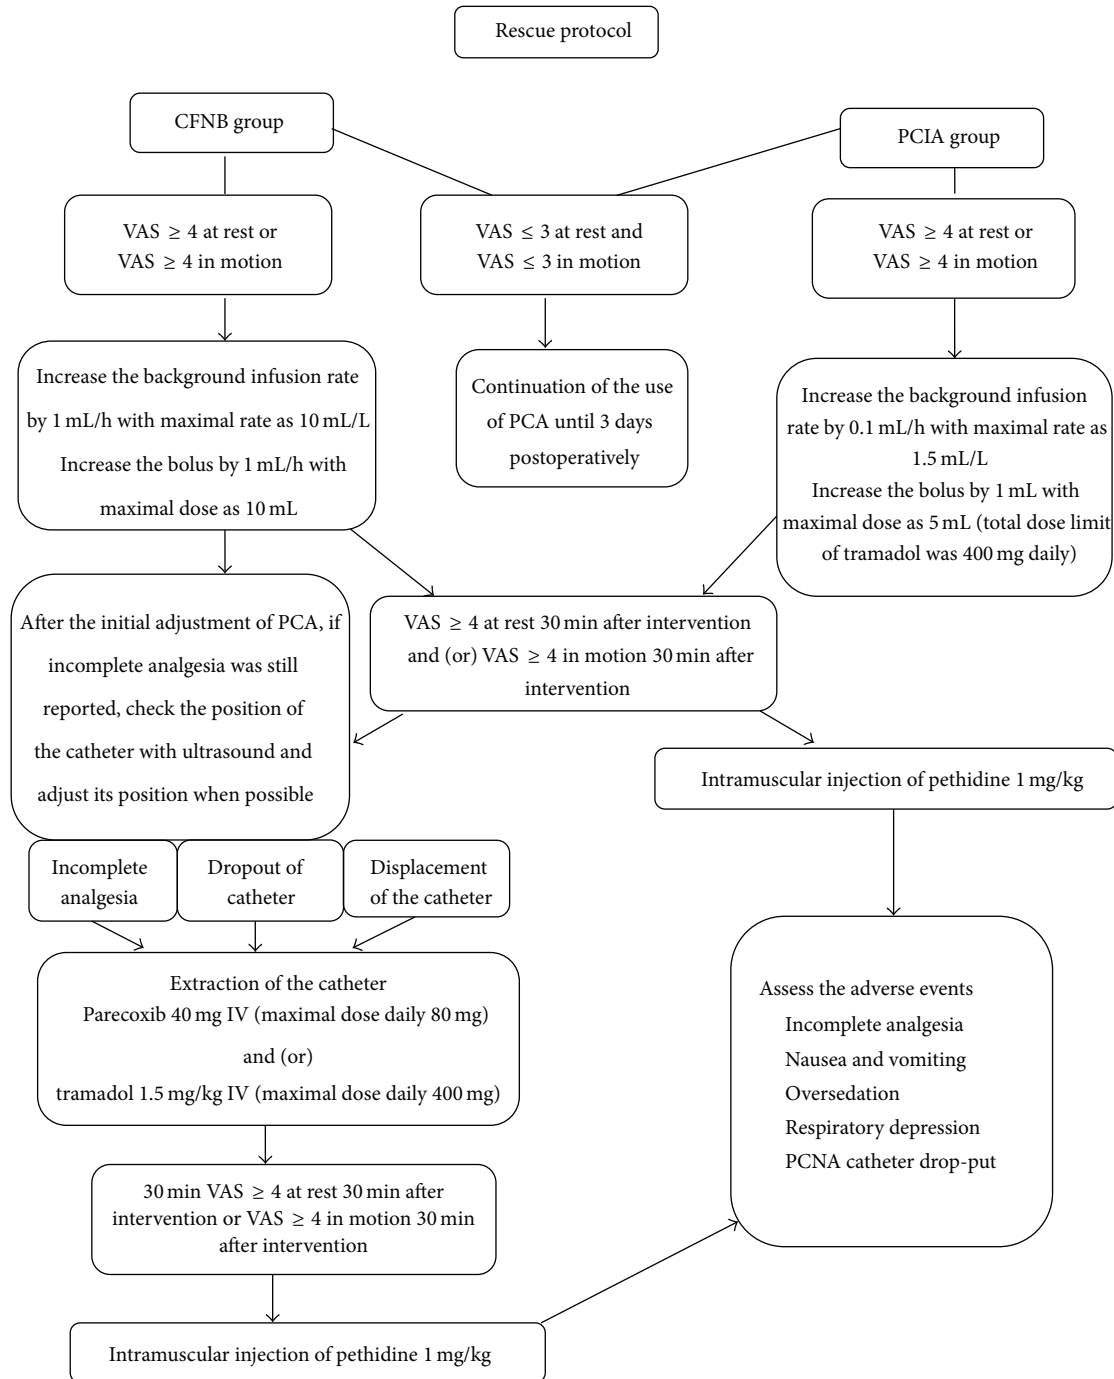 Rescue protocol
CFNB group
PCIA group
VAS ≥ 4 at rest or
VAS ≥ 4 in motion
VAS ≤ 3 at rest and
VAS ≤ 3 in motion
VAS ≥ 4 at rest or
VAS ≥ 4 in motion
Increase the background infusion rate
by 1 mL/h with maximal rate as 10 mL/L
Increase the bolus by 1 mL/h with
maximal dose as 10 mL
Continuation of the use
of PCA until 3 days
postoperatively
Increase the background infusion
rate by 0.1 mL/h with maximal rate as
1.5 mL/L
Increase the bolus by 1 mL with
maximal dose as 5 mL (total dose limit
of tramadol was 400 mg daily)
After the initial adjustment of PCA, if
incomplete analgesia was still
reported, check the position of
the catheter with ultrasound and
adjust its position when possible
VAS ≥ 4 at rest 30 min after intervention
and (or) VAS ≥ 4 in motion 30 min after
intervention
Intramuscular injection of pethidine 1 mg/kg
Incomplete
analgesia
Dropout of
catheter
Displacement
of the catheter
Extraction of the catheter
Parecoxib 40 mg IV (maximal dose daily 80 mg)
and (or)
tramadol 1.5 mg/kg IV (maximal dose daily 400 mg)
Assess the adverse events
Incomplete analgesia
Nausea and vomiting
Oversedation
Respiratory depression
PCNA catheter drop-put
30 min VAS ≥ 4 at rest 30 min after
intervention or VAS ≥ 4 in motion 30 min
after intervention
Intramuscular injection of pethidine 1 mg/kg